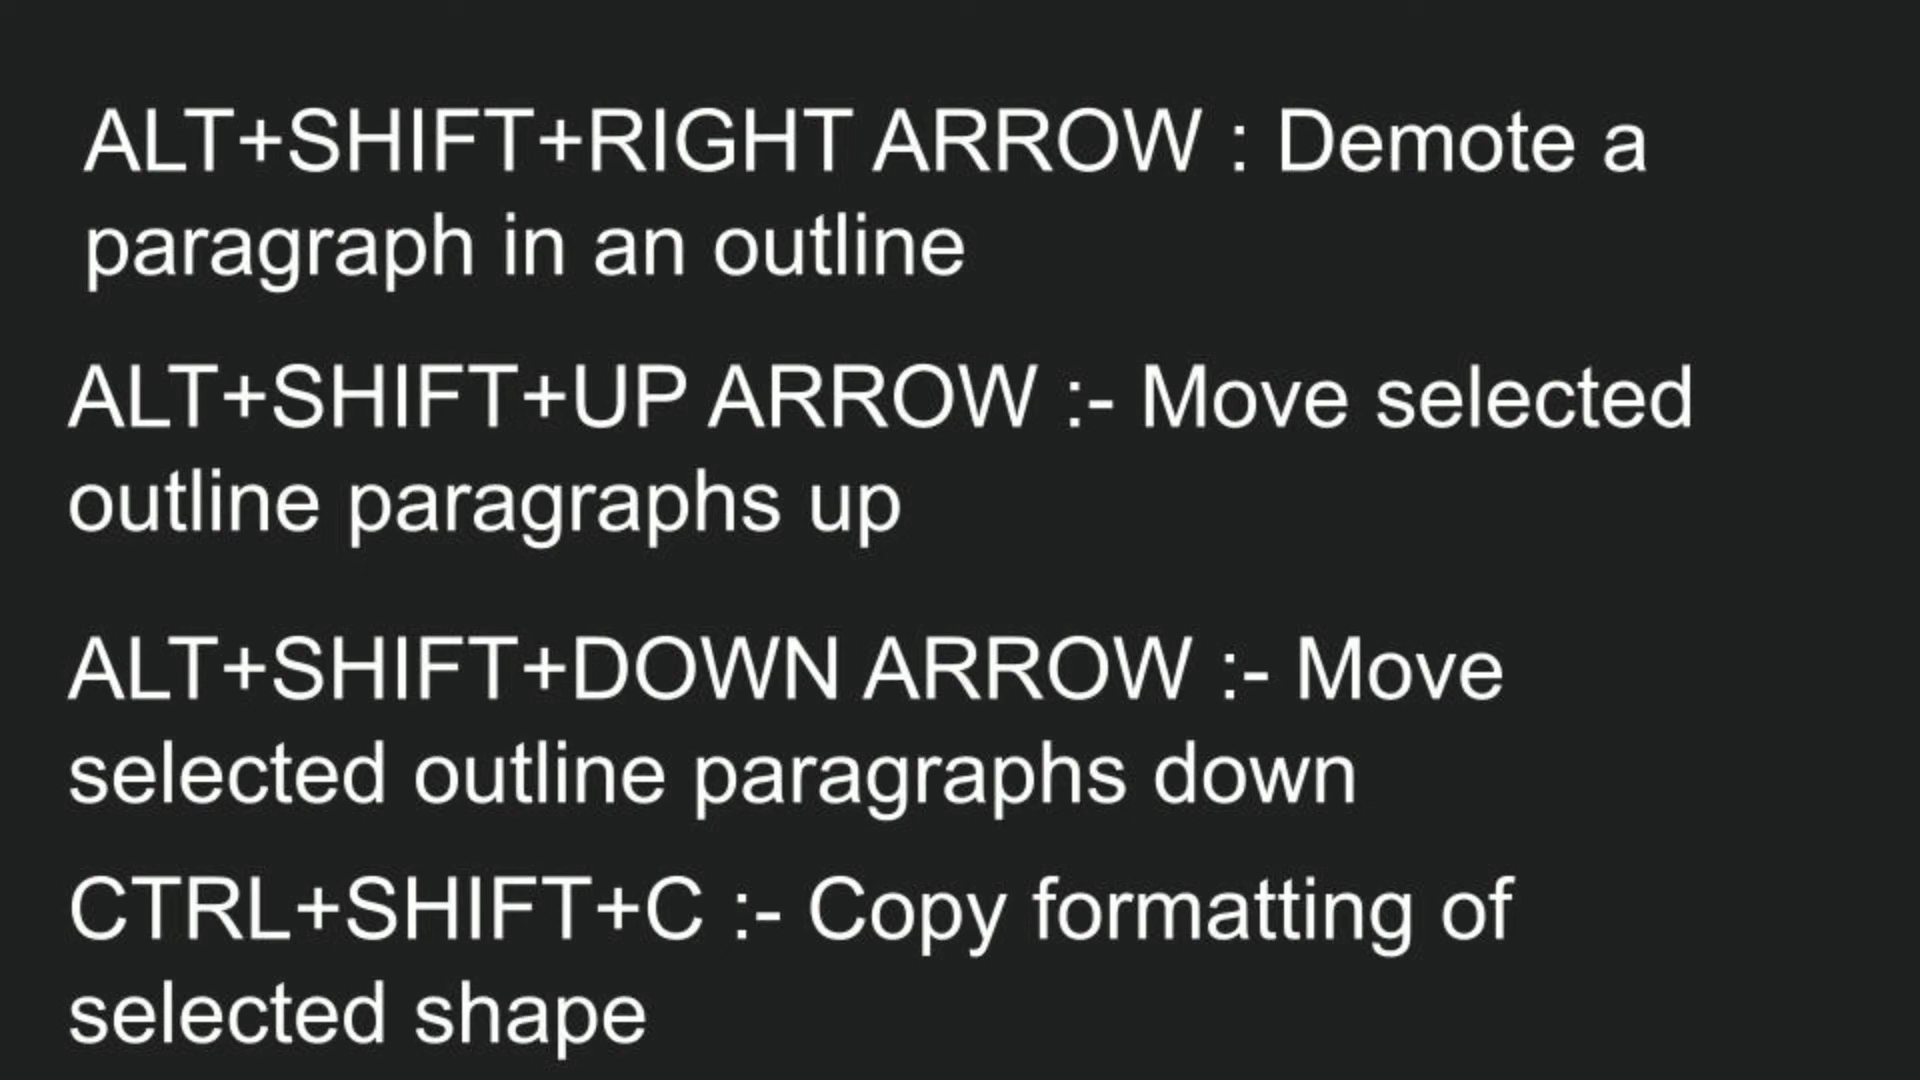 ALT+SHIFT+RIGHT ARROW : Demote a
paragraph in an outline
ALT+SHIFT+UP ARROW :- Move selected
outline paragraphs up
ALT+SHIFT+DOWN ARROW :- Move
selected outline paragraphs down
CTRL+SHIFT+C :- Copy formatting of
selected shape